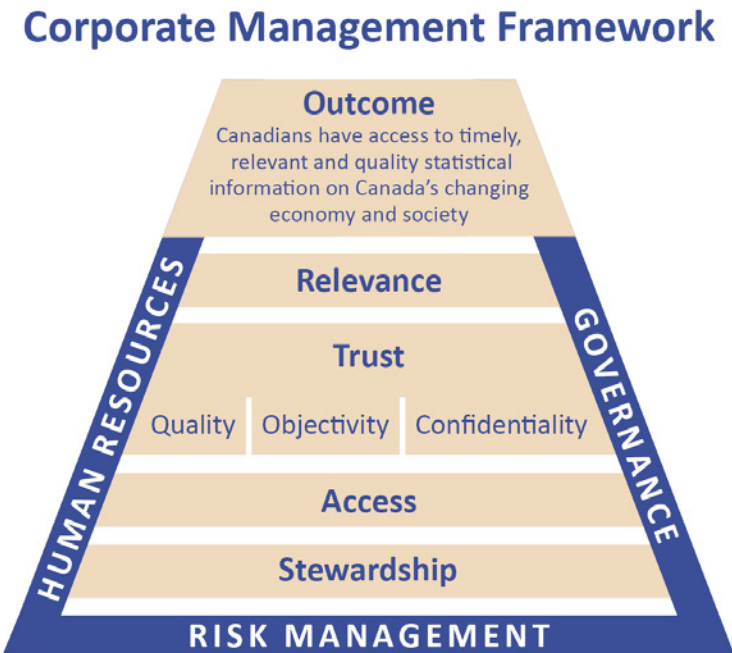 Corporate Management Framework
Outcome
Canadians have access to timely,
relevant and quality statistical
information on Canada’s changing
economy and society
HUMAN RESOURCES
GOVERNANCE
Relevance
Trust
Quality
Objectivity
Confidentiality
Access
Stewardship
RISK MANAGEMENT